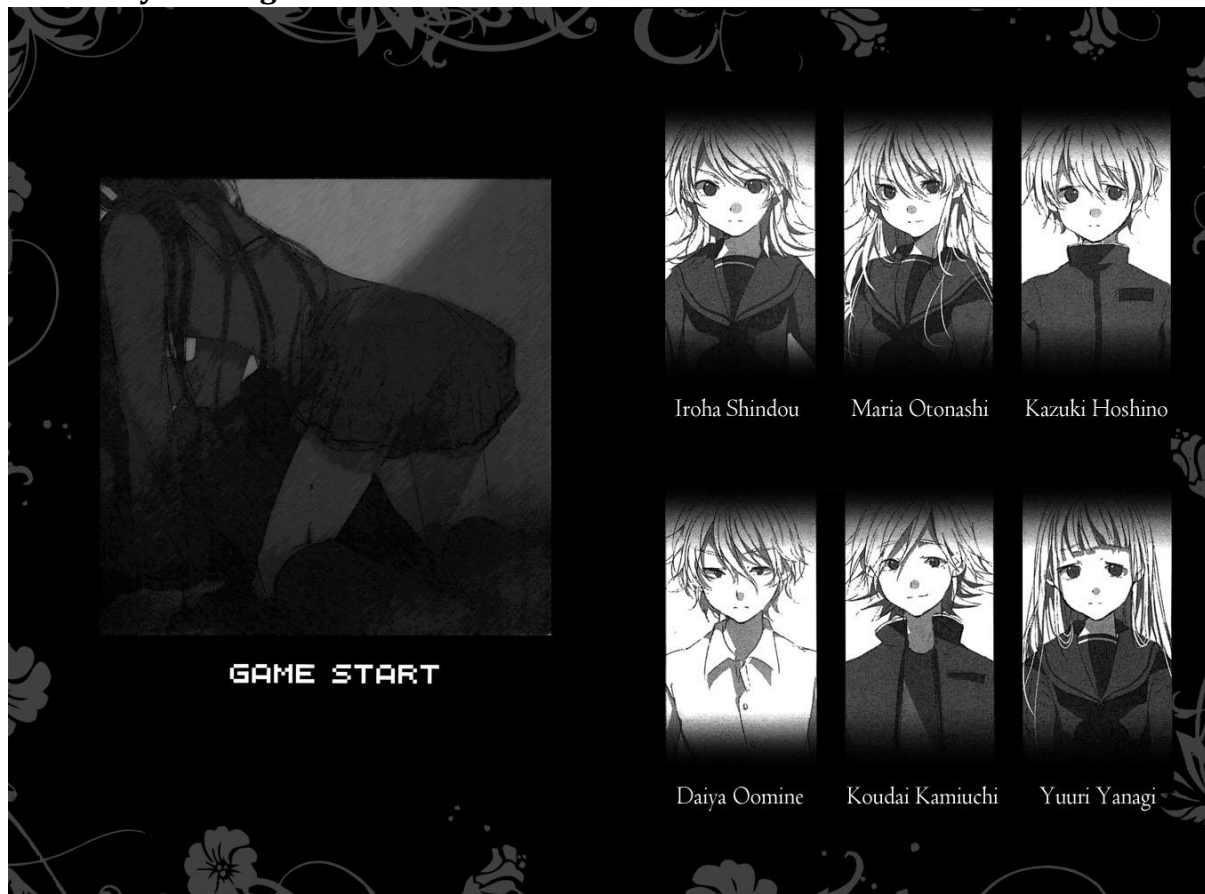 GAME START
Iroha Shindou
Maria Otonashi
Kazuki Hoshino
Daiya Oomine
Koudai Kamiuchi
Yuuri Yanagi